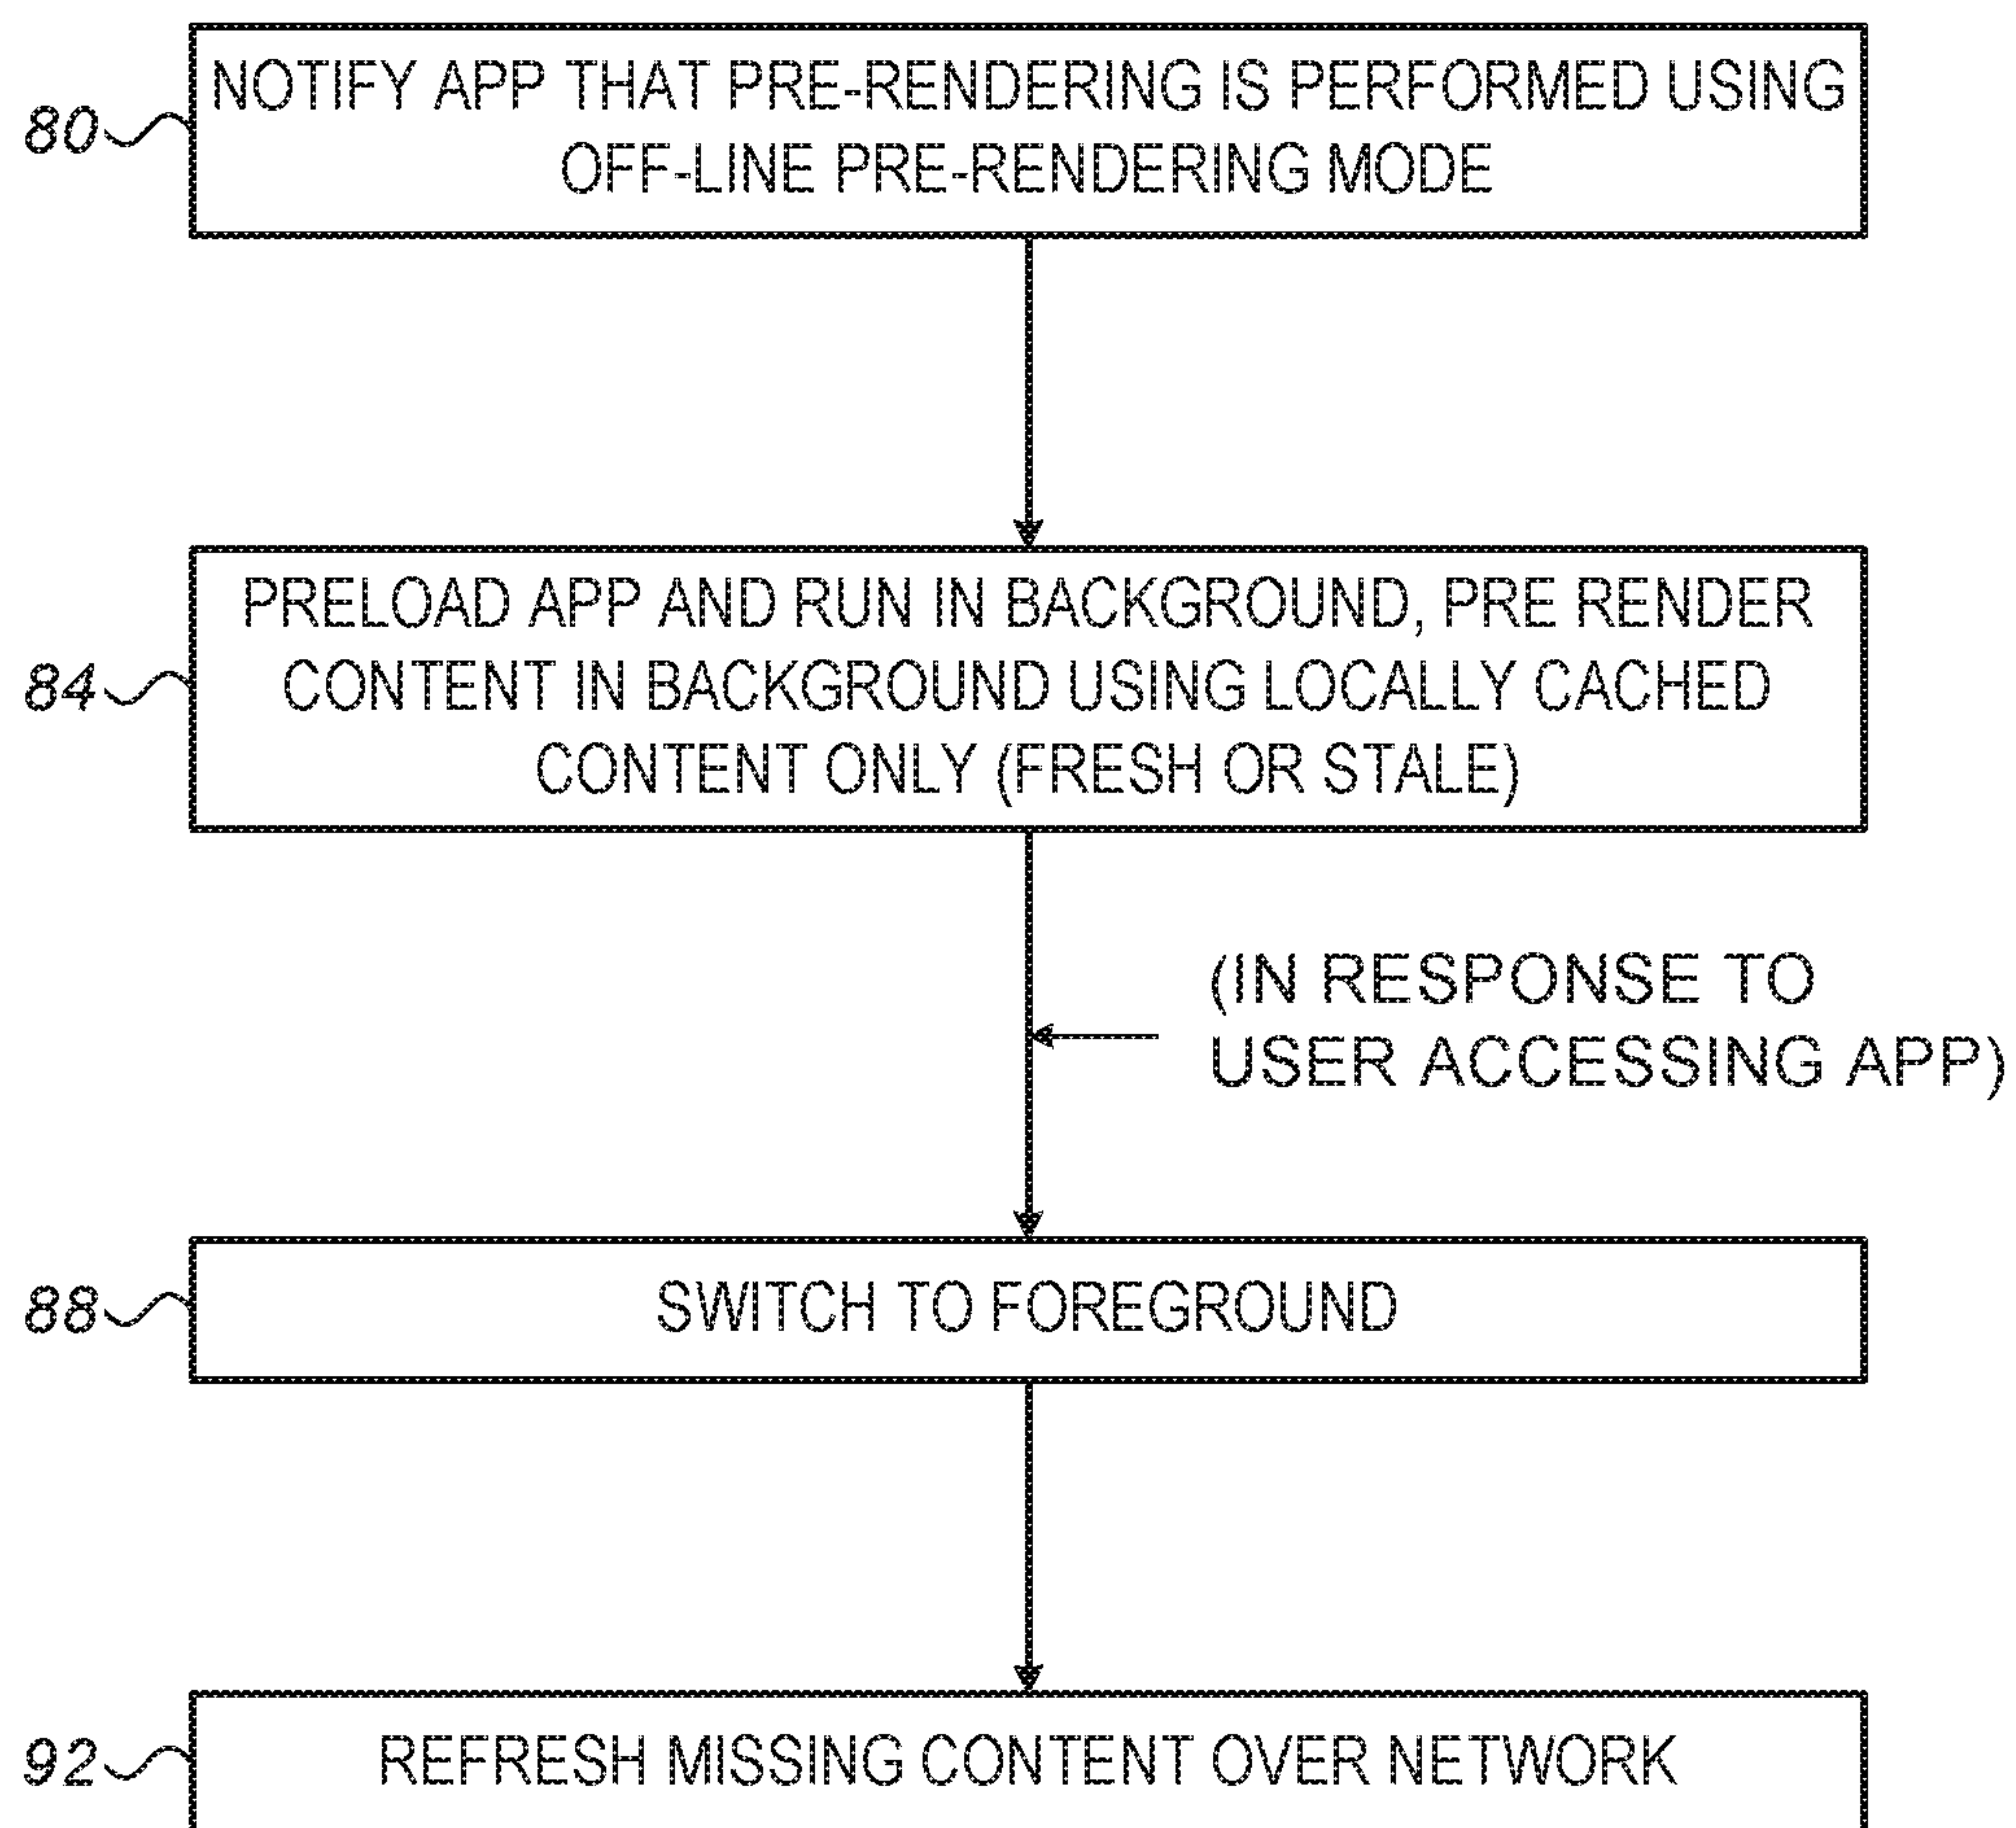 NOTIFY APP THAT PRE-RENDERING IS PERFORMED USING
80
OFF-LINE PRE-RENDERING MODE
PRELOAD APP AND RUN IN BACKGROUND, PRE RENDER
84
CONTENT IN BACKGROUND USING LOCALLY CACHED
CONTENT ONLY (FRESH OR STALE)
(IN RESPONSE TO
USER ACCESSING APP)
88
SWITCH TO FOREGROUND
92
REFRESH MISSING CONTENT OVER NETWORK